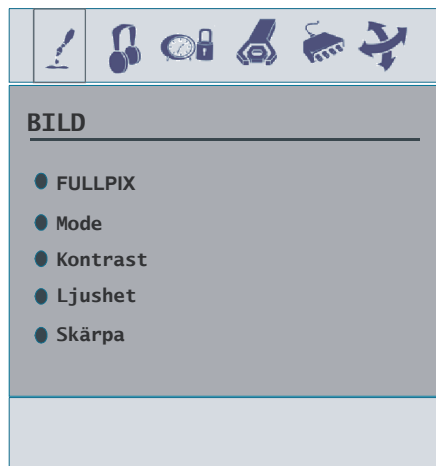 BILD
FULLPIX
Mode
Kontrast
Ljushet
Skärpa